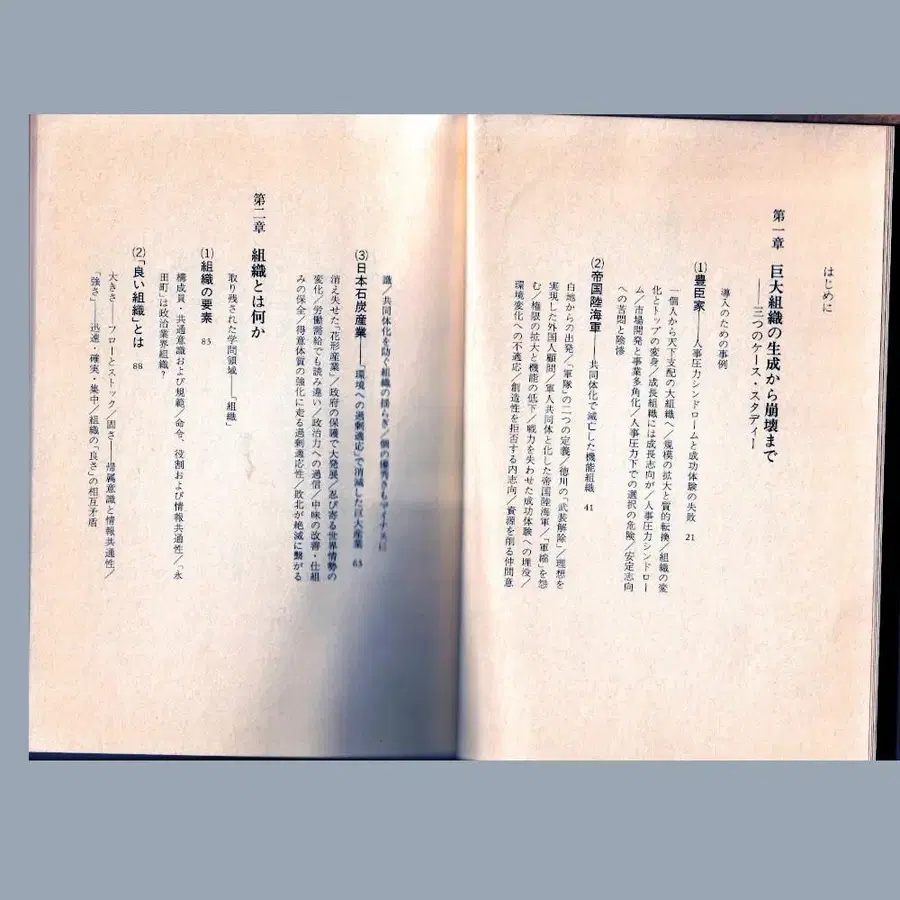 はじめに
第一章　巨大組織の生成から崩壊まで
——三つのケース・スタディー
導入のための事例
(1) 豊臣家——人事圧力シンドロームと成功体験の失敗　21
一個人から天下支配の大組織へ／規模の拡大と質的転換／組織の変
化とトップの変身／成長組織には成長志向が／人事圧力シンドロー
ム／市場開発と事業多角化／人事圧力下での選択の危険／安定志向
への苦悶と陰惨
(2) 帝国陸海軍——共同体化で滅亡した機能組織　41
白地からの出発／「軍隊」の二つの定義／徳川の「武装解除」／理想を
実現した外国人顧問／軍人共同体と化した帝国陸海軍／「軍縮」を怨
む／権限の拡大と機能の低下／戦力を失わせた成功体験への埋没／
環境変化への不適応／創造性を拒否する内志向／資源を削る仲間意
識／共同体化を防ぐ組織の揺らぎ／個の優秀さもマイナスに
(3) 日本石炭産業——「環境への過剰適応」で消滅した巨大産業　63
消え失せた「花形産業」／政府の保護で大発展／忍び寄る世界情勢の
変化／労働需給でも読み違い／政治力への過信／中味の改善・仕組
みの保全／得意体質の強化に走る過剰適応性／敗北が絶滅に繋がる
第二章　組織とは何か
取り残された学問領域——「組織」
(1) 組織の要素　83
構成員・共通意識および規範／命令、役割および情報共通性／「永
田町」は政治業界組織？
(2) 「良い組織」とは　88
大きさ——フローとストック／固さ——帰属意識と情報共通性／
「強さ」——迅速・確実・集中／組織の「良さ」の相互矛盾